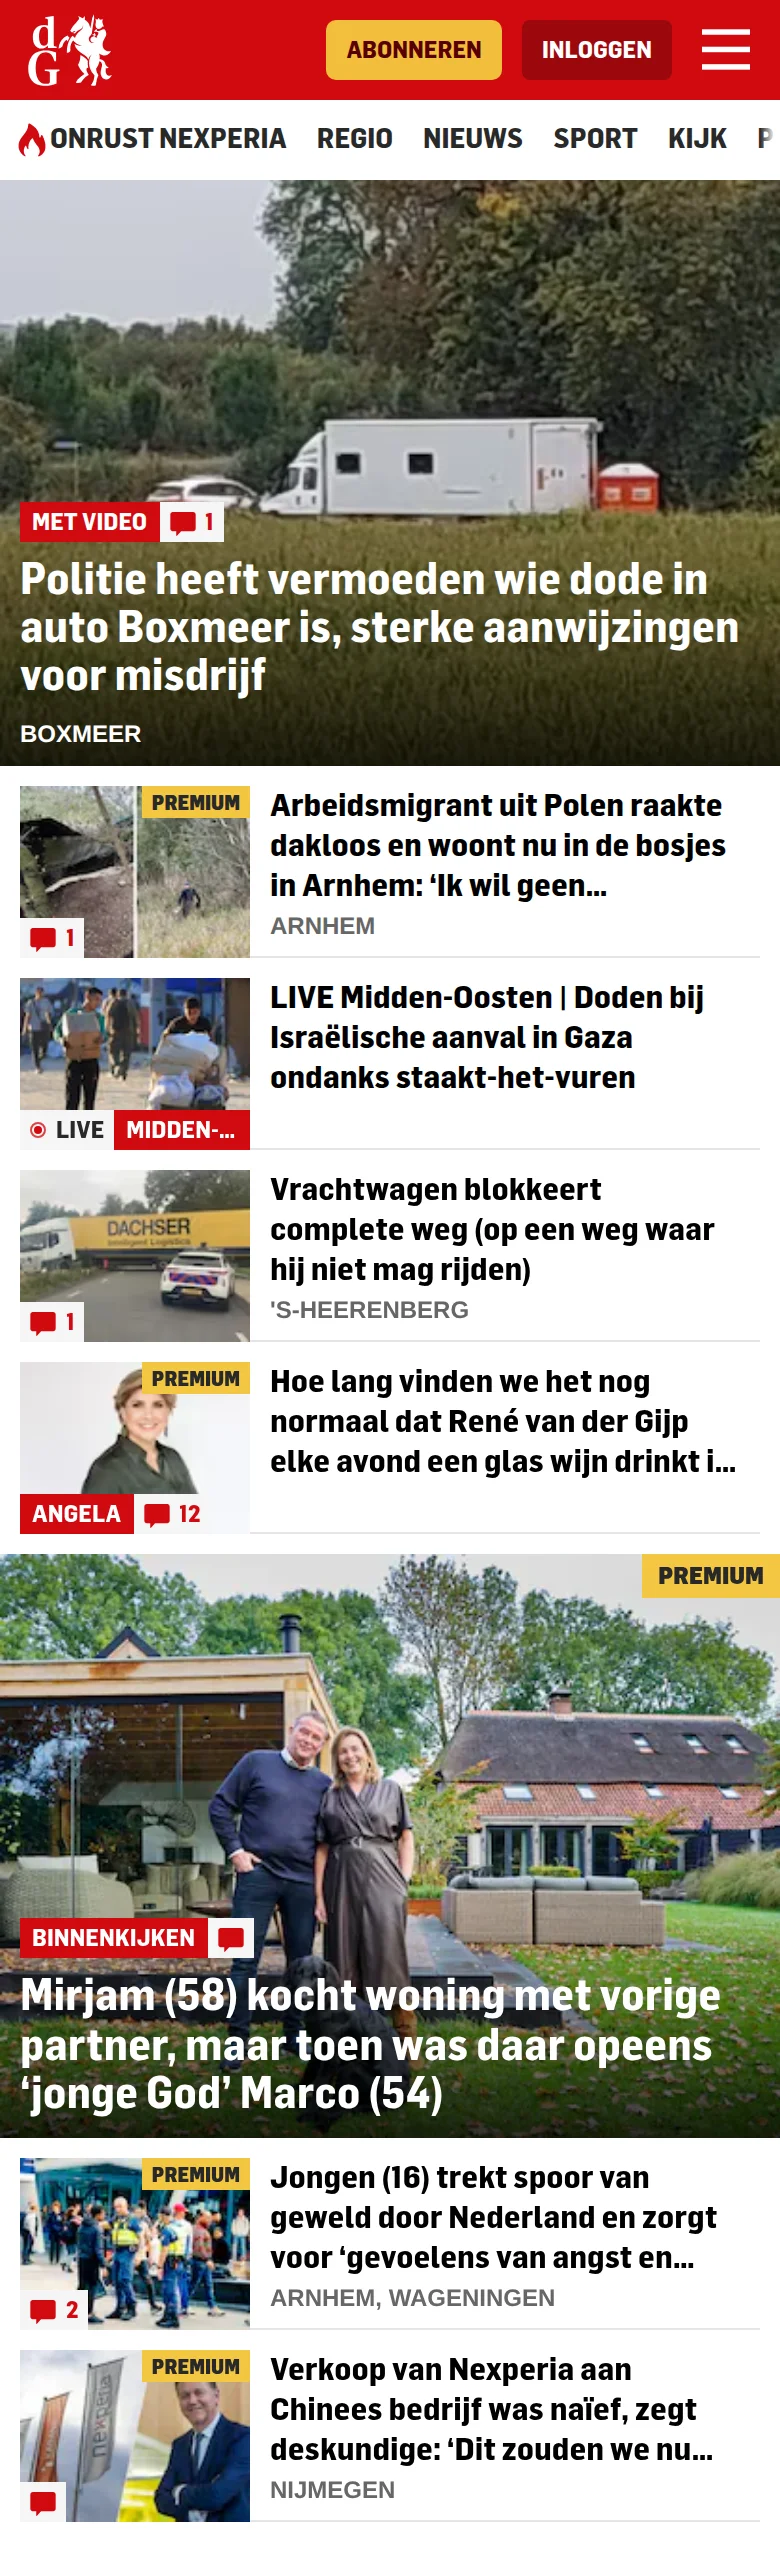 dG
ABONNEREN
INLOGGEN
ONRUST NEXPERIA
REGIO
NIEUWS
SPORT
KIJK
P
MET VIDEO
1
Politie heeft vermoeden wie dode in
auto Boxmeer is, sterke aanwijzingen
voor misdrijf
BOXMEER
PREMIUM
1
Arbeidsmigrant uit Polen raakte
dakloos en woont nu in de bosjes
in Arnhem: ‘Ik wil geen...
ARNHEM
LIVE
MIDDEN-...
LIVE Midden-Oosten | Doden bij
Israëlische aanval in Gaza
ondanks staakt-het-vuren
DACHSER
Intelligent Logistics
1
Vrachtwagen blokkeert
complete weg (op een weg waar
hij niet mag rijden)
'S-HEERENBERG
PREMIUM
ANGELA
12
Hoe lang vinden we het nog
normaal dat René van der Gijp
elke avond een glas wijn drinkt i...
PREMIUM
BINNENKIJKEN
Mirjam (58) kocht woning met vorige
partner, maar toen was daar opeens
‘jonge God’ Marco (54)
PREMIUM
2
Jongen (16) trekt spoor van
geweld door Nederland en zorgt
voor ‘gevoelens van angst en...
ARNHEM, WAGENINGEN
PREMIUM
nexperia
Verkoop van Nexperia aan
Chinees bedrijf was naïef, zegt
deskundige: ‘Dit zouden we nu...
NIJMEGEN